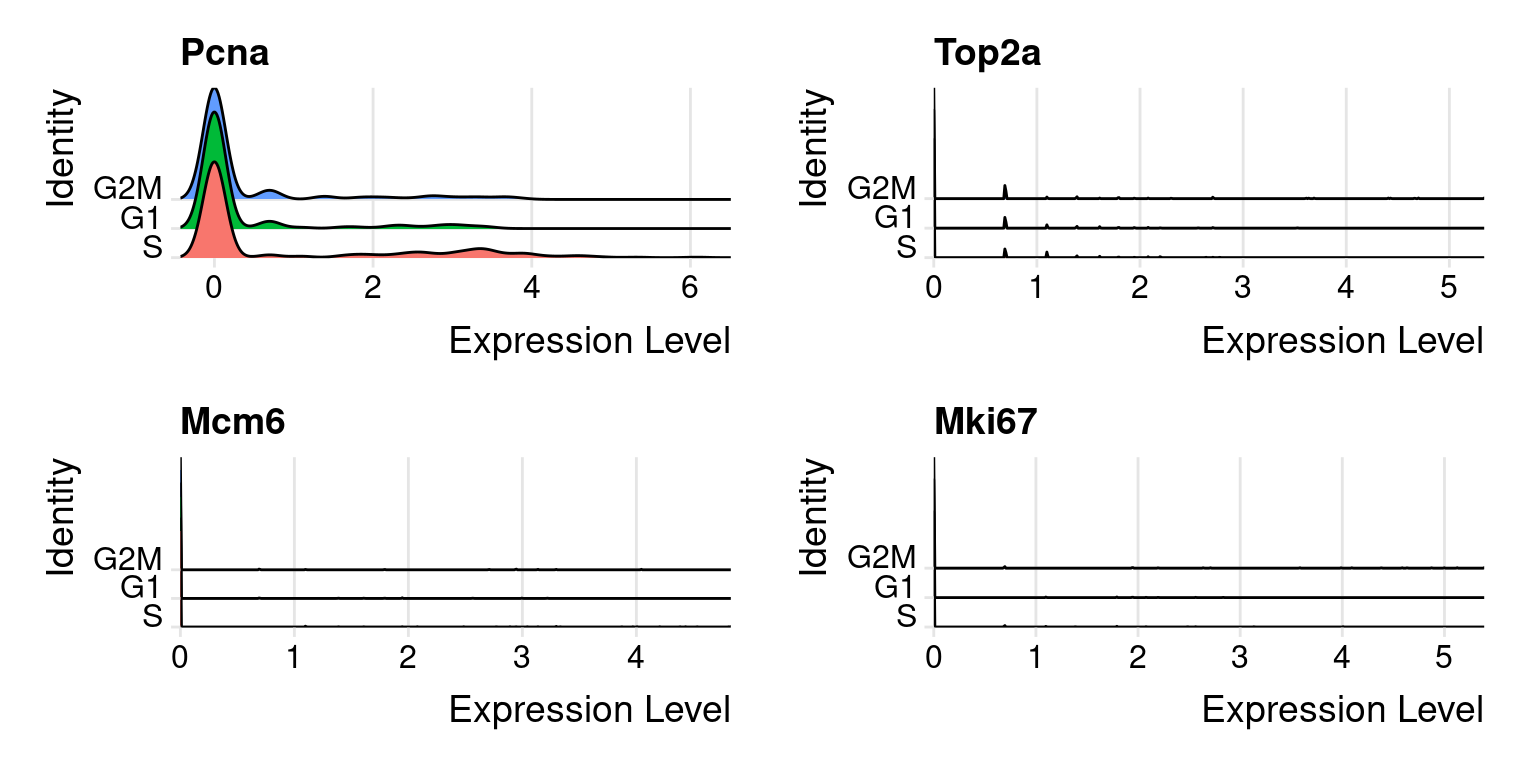 Pcna
Identity
G2M
G1
S
0 2 4 6
Expression Level
Top2a
Identity
G2M
G1
S
0 1 2 3 4 5
Expression Level
Mcm6
Identity
G2M
G1
S
0 1 2 3 4
Expression Level
Mki67
Identity
G2M
G1
S
0 1 2 3 4 5
Expression Level